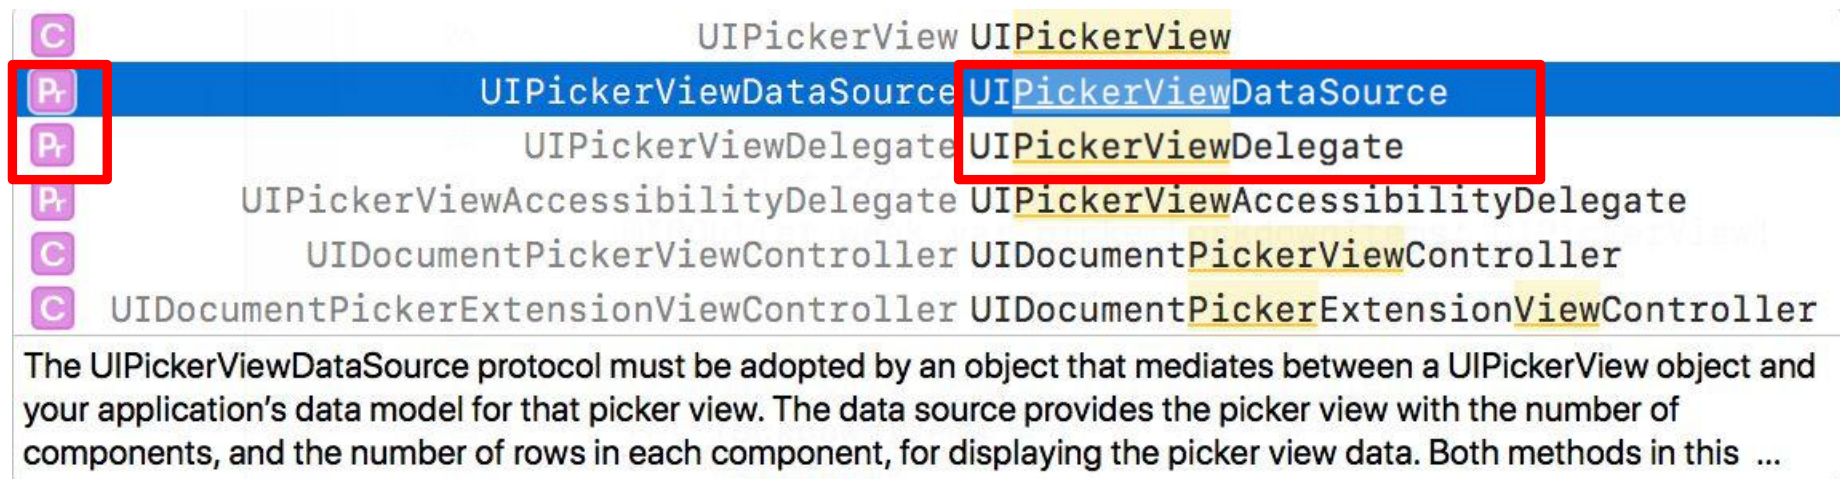 C UIPickerView UIPickerView
Pr UIPickerViewDataSource UIPickerViewDataSource
Pr UIPickerViewDelegate UIPickerViewDelegate
Pr UIPickerViewAccessibilityDelegate UIPickerViewAccessibilityDelegate
C UIDocumentPickerViewController UIDocumentPickerViewController
C UIDocumentPickerExtensionViewController UIDocumentPickerExtensionViewController
The UIPickerViewDataSource protocol must be adopted by an object that mediates between a UIPickerView object and
your application’s data model for that picker view. The data source provides the picker view with the number of
components, and the number of rows in each component, for displaying the picker view data. Both methods in this ...